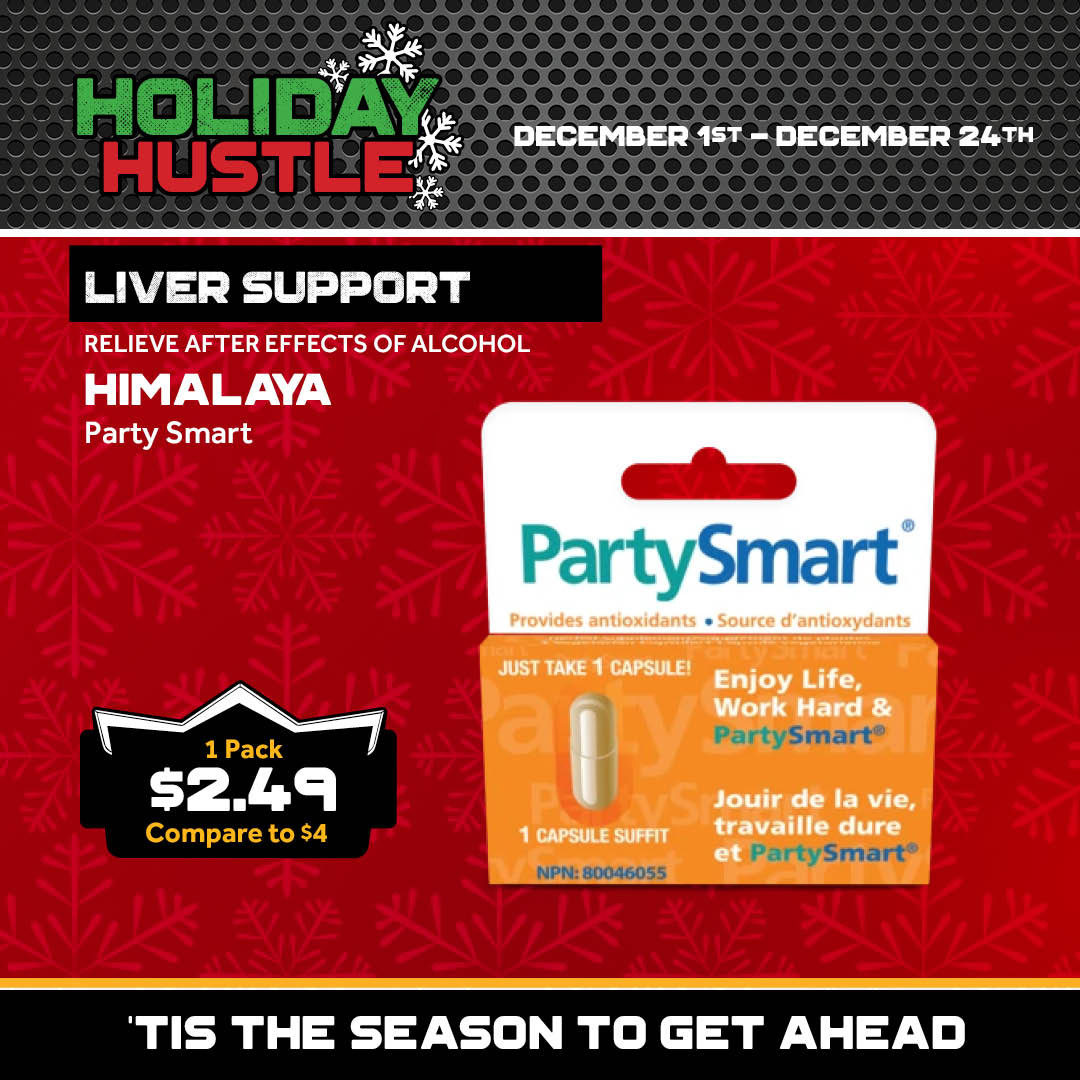 HOLIDAY
HUSTLE
DECEMBER 1ST – DECEMBER 24TH
LIVER SUPPORT
RELIEVE AFTER EFFECTS OF ALCOHOL
HIMALAYA
Party Smart
PartySmart®
Provides antioxidants • Source d'antioxydants
JUST TAKE 1 CAPSULE!
Enjoy Life,
Work Hard &
PartySmart®
Jouir de la vie,
travaille dure
et PartySmart®
1 CAPSULE SUFFIT
NPN: 80046055
1 Pack
$2.49
Compare to $4
'TIS THE SEASON TO GET AHEAD